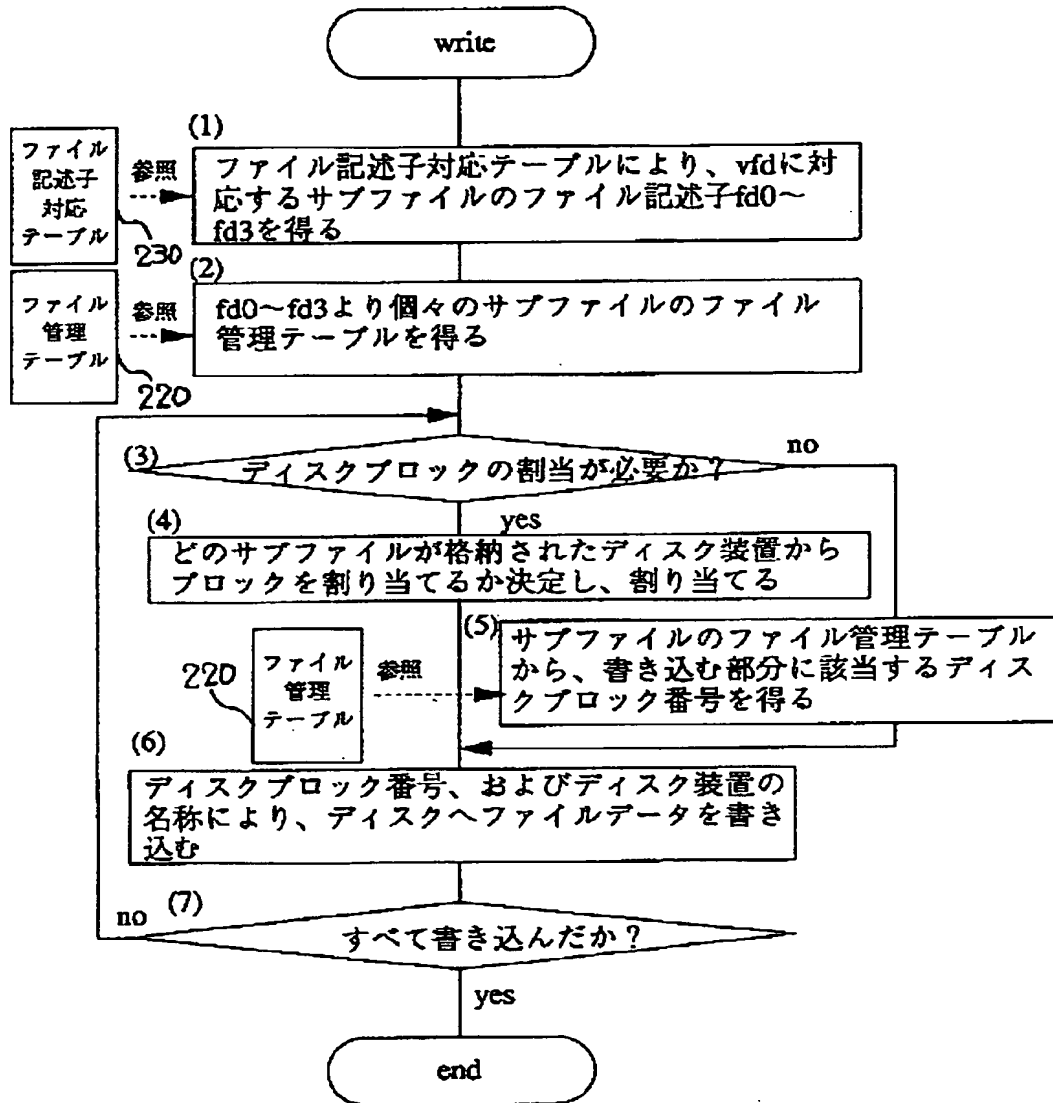 write
(1)
ファイル
記述子
対応
テーブル
参照
230
ファイル記述子対応テーブルにより、vfdに対
応するサブファイルのファイル記述子fd0～
fd3を得る
(2)
ファイル
管理
テーブル
参照
220
fd0～fd3より個々のサブファイルのファイル
管理テーブルを得る
(3)
ディスクブロックの割当が必要か？
no
yes
(4)
どのサブファイルが格納されたディスク装置から
ブロックを割り当てるか決定し、割り当てる
(5)
220
ファイル
管理
テーブル
参照
サブファイルのファイル管理テーブル
から、書き込む部分に該当するディス
クブロック番号を得る
(6)
ディスクブロック番号、およびディスク装置の
名称により、ディスクへファイルデータを書き
込む
no
(7)
すべて書き込んだか？
yes
end